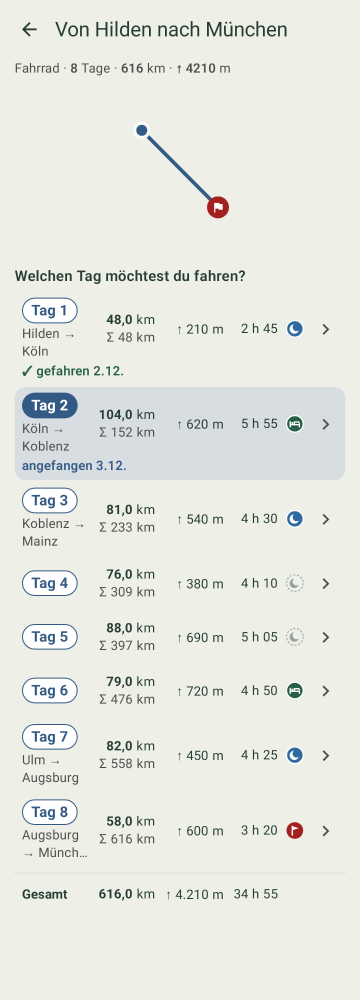 Von Hilden nach München
Fahrrad · 8 Tage · 616 km · ↑ 4210 m
Welchen Tag möchtest du fahren?
Tag 1
Hilden →
Köln
✓ gefahren 2.12.
48,0 km
Σ 48 km
↑ 210 m
2 h 45
Tag 2
Köln →
Koblenz
angefangen 3.12.
104,0 km
Σ 152 km
↑ 620 m
5 h 55
Tag 3
Koblenz →
Mainz
81,0 km
Σ 233 km
↑ 540 m
4 h 30
Tag 4
76,0 km
Σ 309 km
↑ 380 m
4 h 10
Tag 5
88,0 km
Σ 397 km
↑ 690 m
5 h 05
Tag 6
79,0 km
Σ 476 km
↑ 720 m
4 h 50
Tag 7
Ulm →
Augsburg
82,0 km
Σ 558 km
↑ 450 m
4 h 25
Tag 8
Augsburg
→ Münch…
58,0 km
Σ 616 km
↑ 600 m
3 h 20
Gesamt 616,0 km ↑ 4.210 m 34 h 55